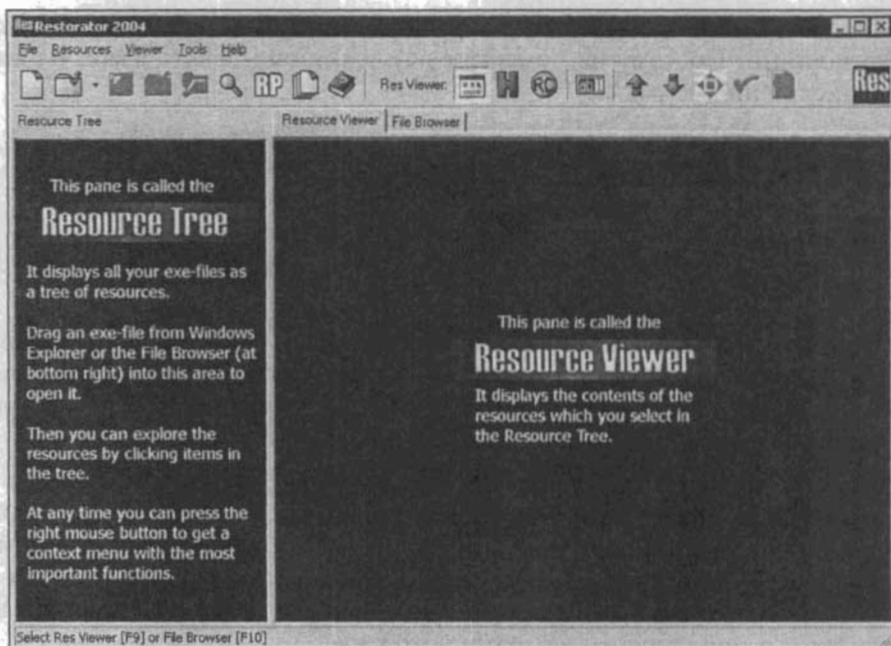 Res Restorator 2004
File Resources Viewer Tools Help
RP Res Viewer: RC Res
Resource Tree
Resource Viewer File Browser
This pane is called the
Resource Tree
It displays all your exe-files as
a tree of resources.
Drag an exe-file from Windows
Explorer or the File Browser (at
bottom right) into this area to
open it.
Then you can explore the
resources by clicking items in
the tree.
At any time you can press the
right mouse button to get a
context menu with the most
important functions.
This pane is called the
Resource Viewer
It displays the contents of the
resources which you select in
the Resource Tree.
Select Res Viewer [F9] or File Browser [F10]